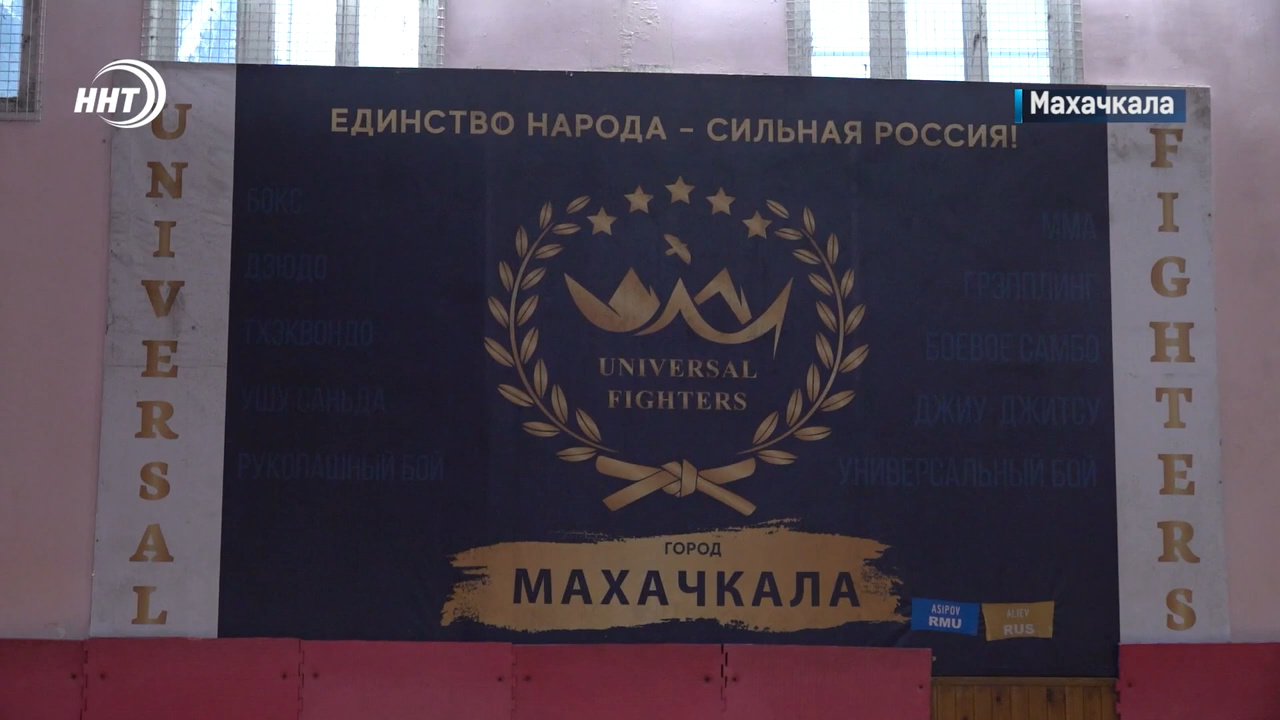 ННТ
Махачкала
UNIVERSAL
ЕДИНСТВО НАРОДА – СИЛЬНАЯ РОССИЯ!
FIGHTERS
БОКС
ДЗЮДО
ТХЭКВОНДО
УШУ САНЬДА
РУКОПАШНЫЙ БОЙ
ММА
ГРЭППЛИНГ
БОЕВОЕ САМБО
ДЖИУ-ДЖИТСУ
УНИВЕРСАЛЬНЫЙ БОЙ
UNIVERSAL
FIGHTERS
ГОРОД
МАХАЧКАЛА
ASIPOV
RMU
ALIEV
RUS